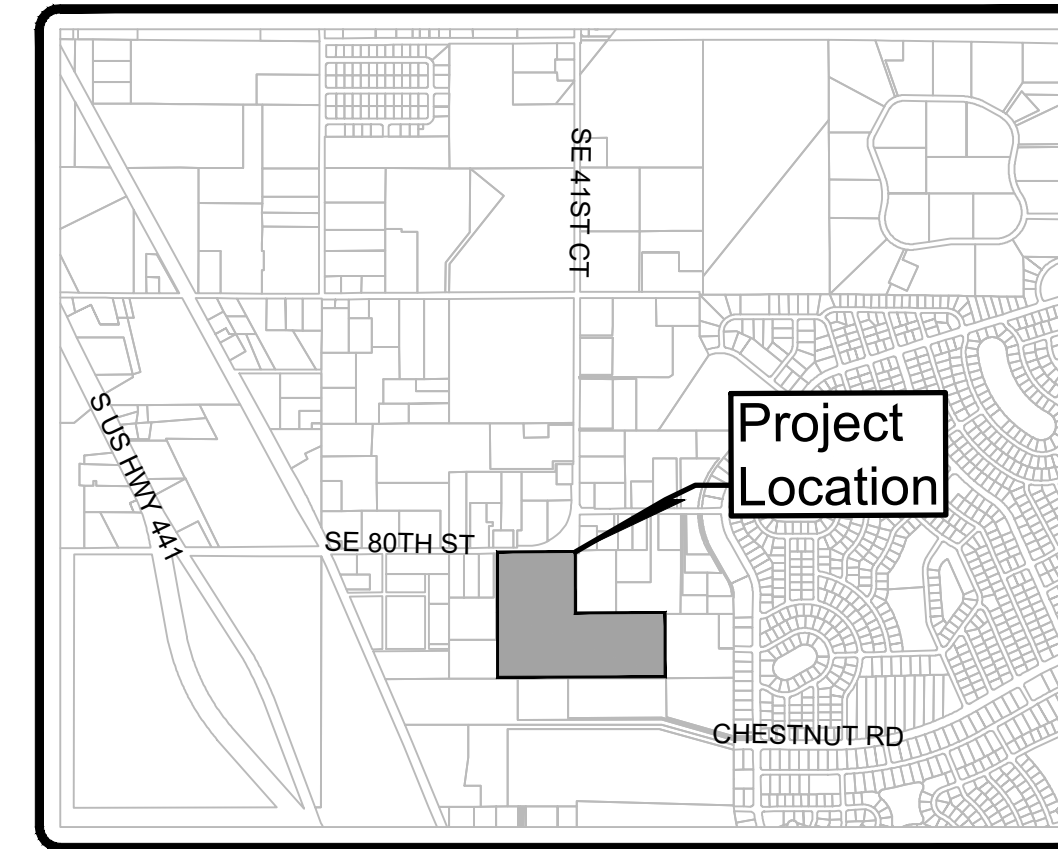 SE 41ST CT
Project
Location
S US HWY 441
SE 80TH ST
CHESTNUT RD